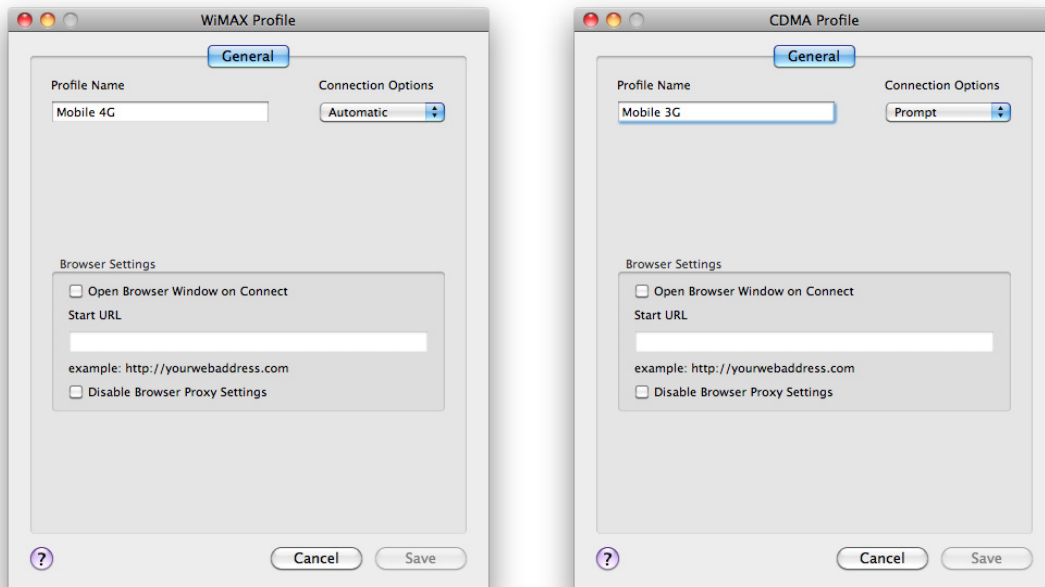 WiMAX Profile
General
Profile Name
Connection Options
Mobile 4G
Automatic
Browser Settings
Open Browser Window on Connect
Start URL
example: http://yourwebaddress.com
Disable Browser Proxy Settings
?
Cancel
Save
CDMA Profile
General
Profile Name
Connection Options
Mobile 3G
Prompt
Browser Settings
Open Browser Window on Connect
Start URL
example: http://yourwebaddress.com
Disable Browser Proxy Settings
?
Cancel
Save